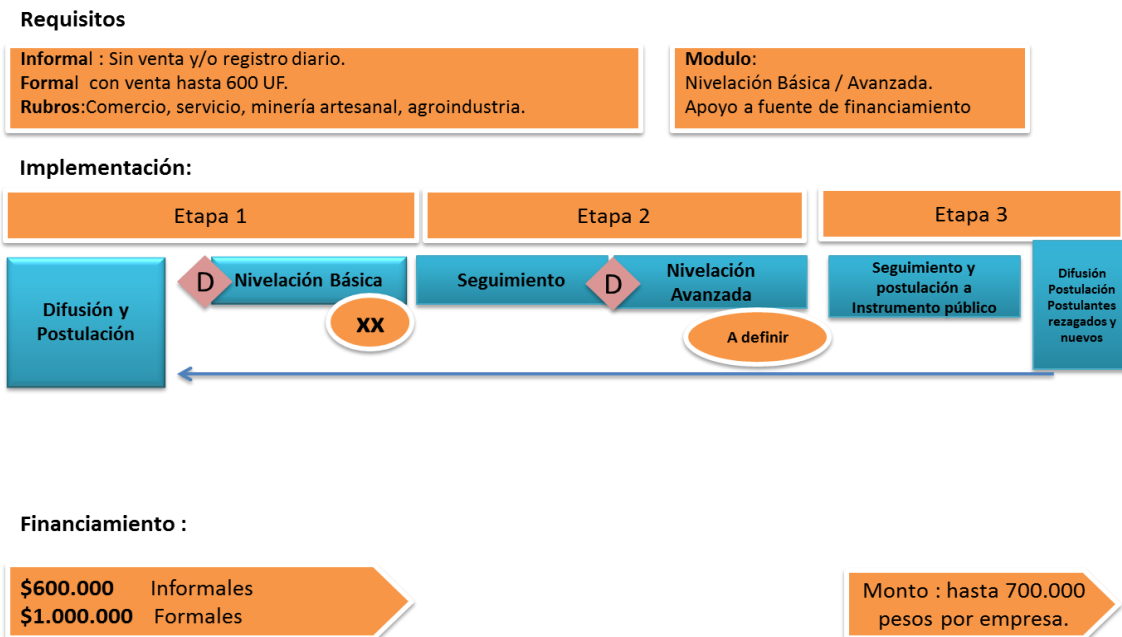 Requisitos
Informal : Sin venta y/o registro diario.
Formal con venta hasta 600 UF.
Rubros:Comercio, servicio, minería artesanal, agroindustria.
Modulo:
Nivelación Básica / Avanzada.
Apoyo a fuente de financiamiento
Implementación:
Etapa 1
Etapa 2
Etapa 3
Difusión y
Postulación
D
Nivelación Básica
xx
Seguimiento
D
Nivelación
Avanzada
A definir
Seguimiento y
postulación a
Instrumento público
Difusión
Postulación
Postulantes
rezagados y
nuevos
Financiamiento :
$600.000 Informales
$1.000.000 Formales
Monto : hasta 700.000
pesos por empresa.